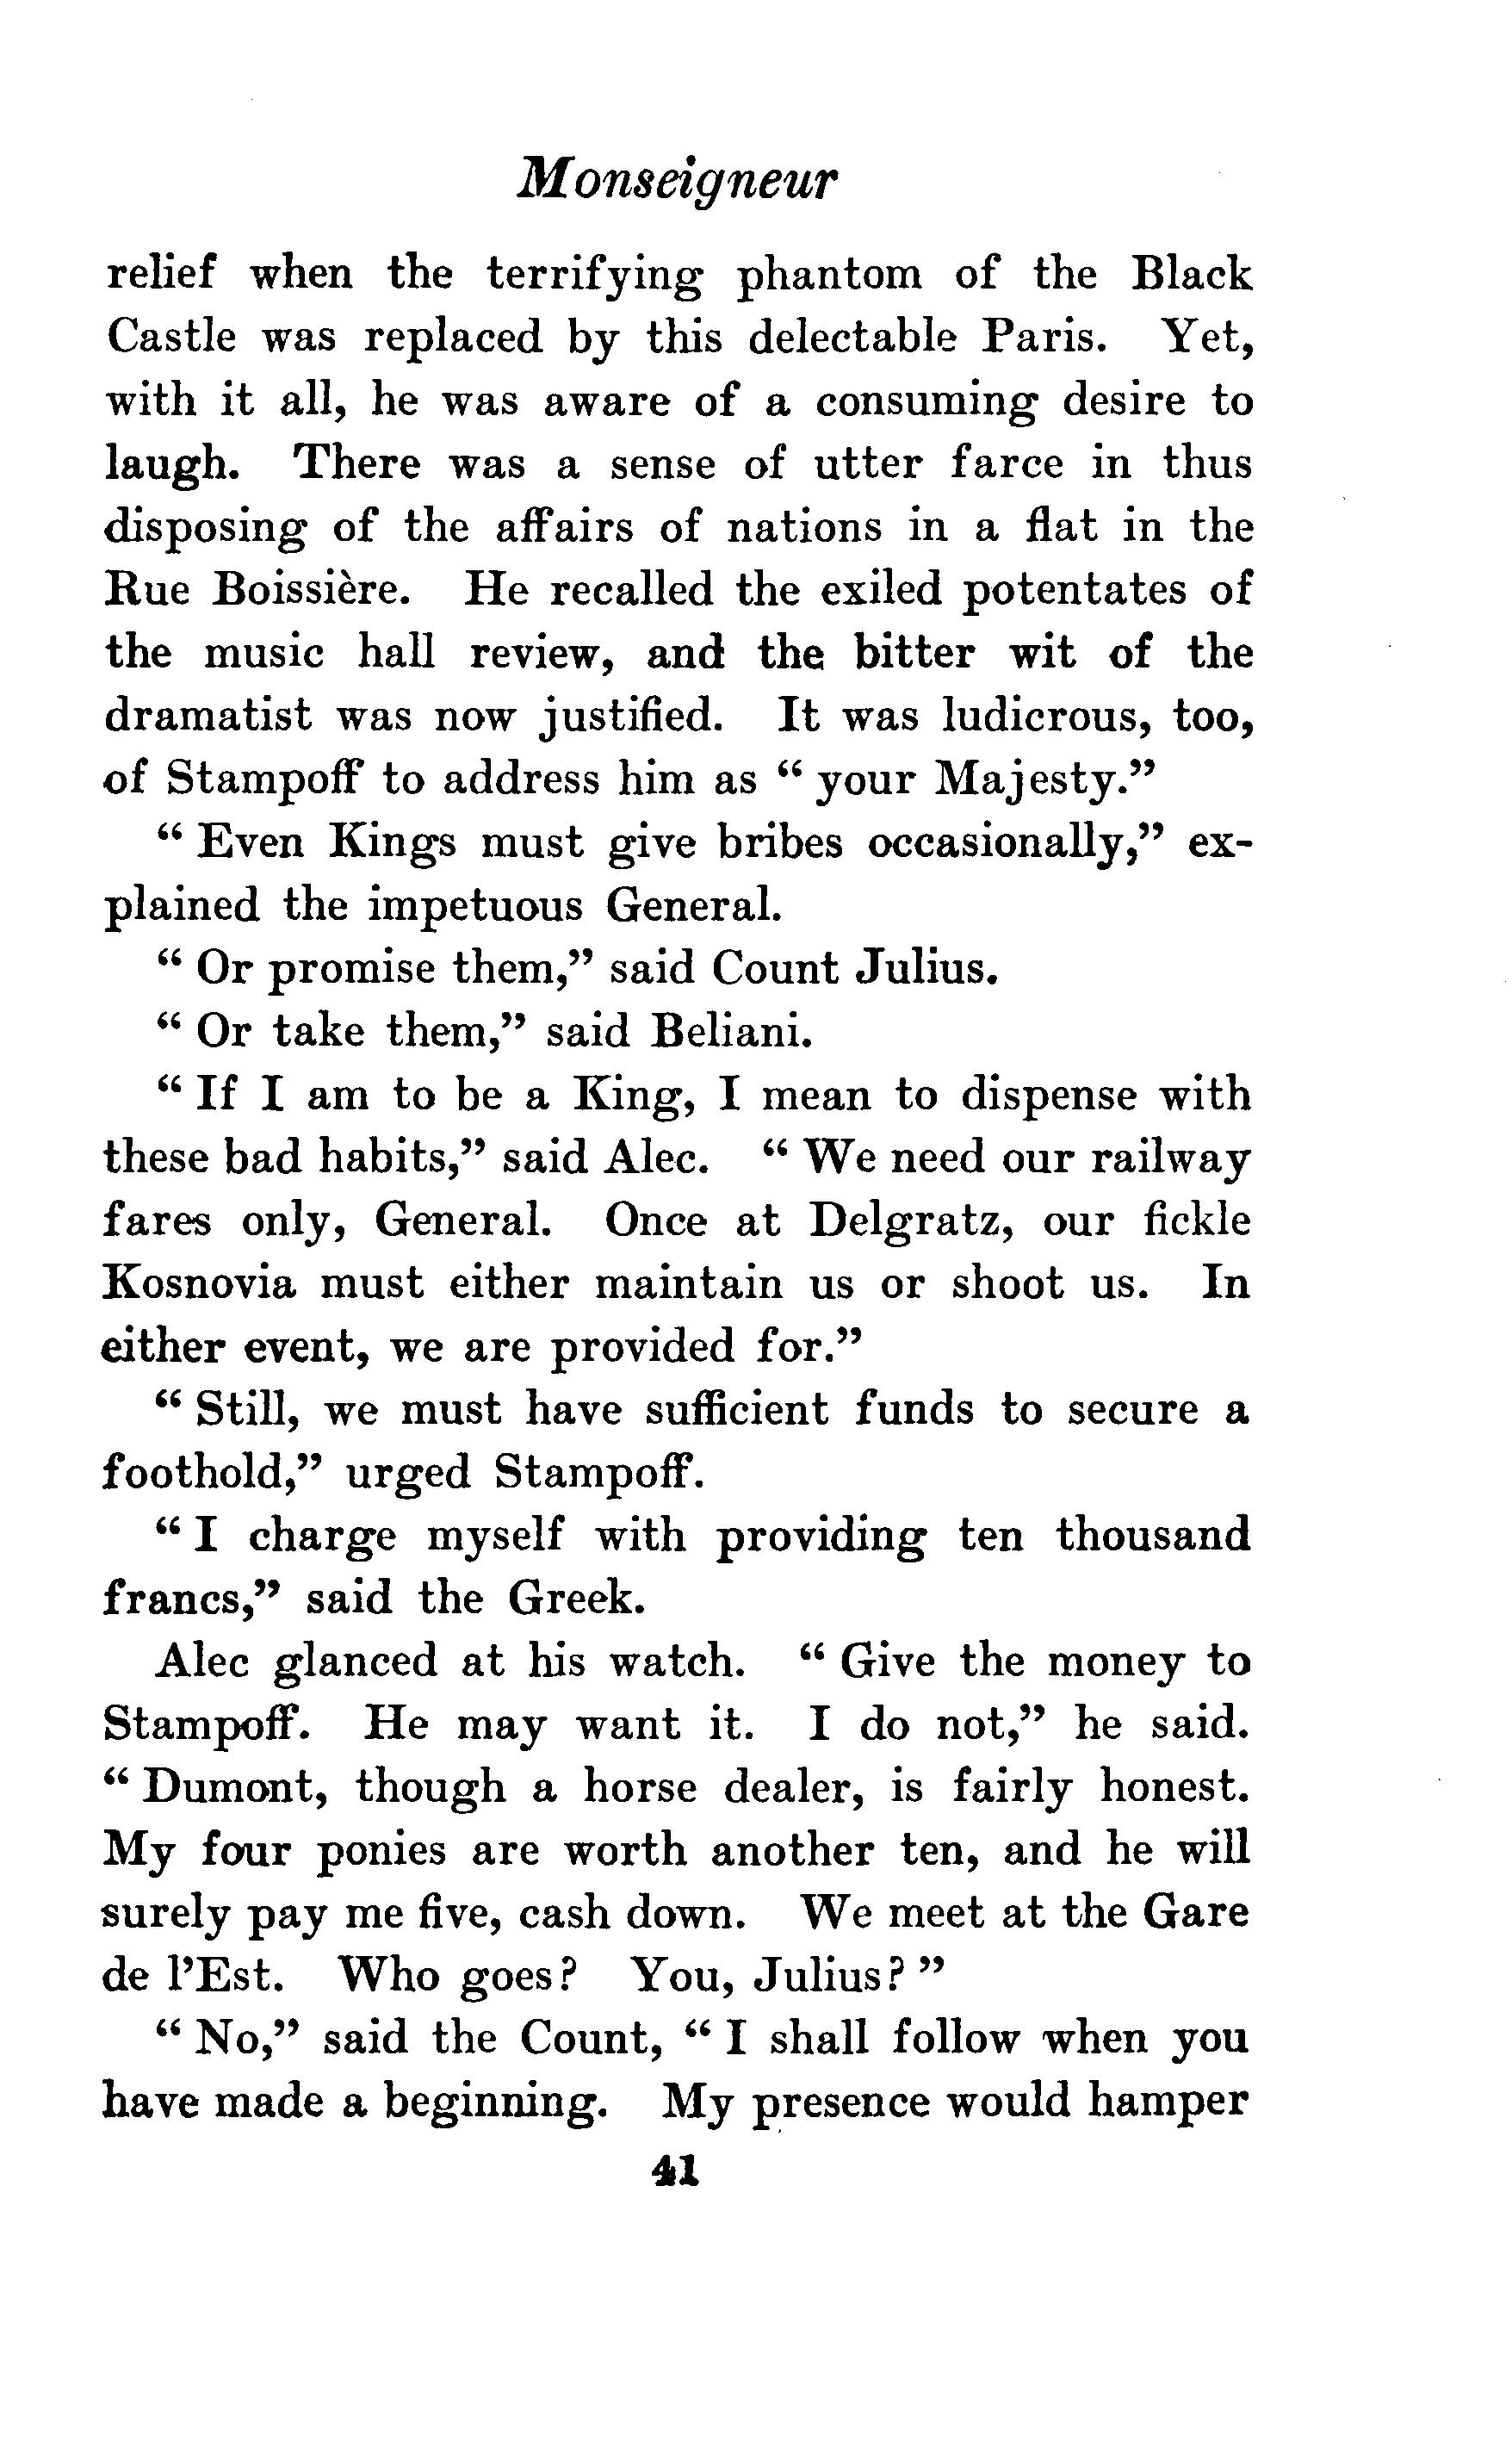 Monseigneur
relief when the terrifying phantom of the Black
Castle was replaced by this delectable Paris. Yet,
with it all, he was aware of a consuming desire to
laugh. There was a sense of utter farce in thus
disposing of the affairs of nations in a flat in the
Rue Boissière. He recalled the exiled potentates of
the music hall review, and the bitter wit of the
dramatist was now justified. It was ludicrous, too,
of Stampoff to address him as “ your Majesty.”
“ Even Kings must give bribes occasionally,” ex-
plained the impetuous General.
“ Or promise them,” said Count Julius.
“ Or take them,” said Beliani.
“ If I am to be a King, I mean to dispense with
these bad habits,” said Alec. “ We need our railway
fares only, General. Once at Delgratz, our fickle
Kosnovia must either maintain us or shoot us. In
either event, we are provided for.”
“ Still, we must have sufficient funds to secure a
foothold,” urged Stampoff.
“ I charge myself with providing ten thousand
francs,” said the Greek.
Alec glanced at his watch. “ Give the money to
Stampoff. He may want it. I do not,” he said.
“ Dumont, though a horse dealer, is fairly honest.
My four ponies are worth another ten, and he will
surely pay me five, cash down. We meet at the Gare
de l’Est. Who goes? You, Julius? ”
“ No,” said the Count, “ I shall follow when you
have made a beginning. My presence would hamper
41